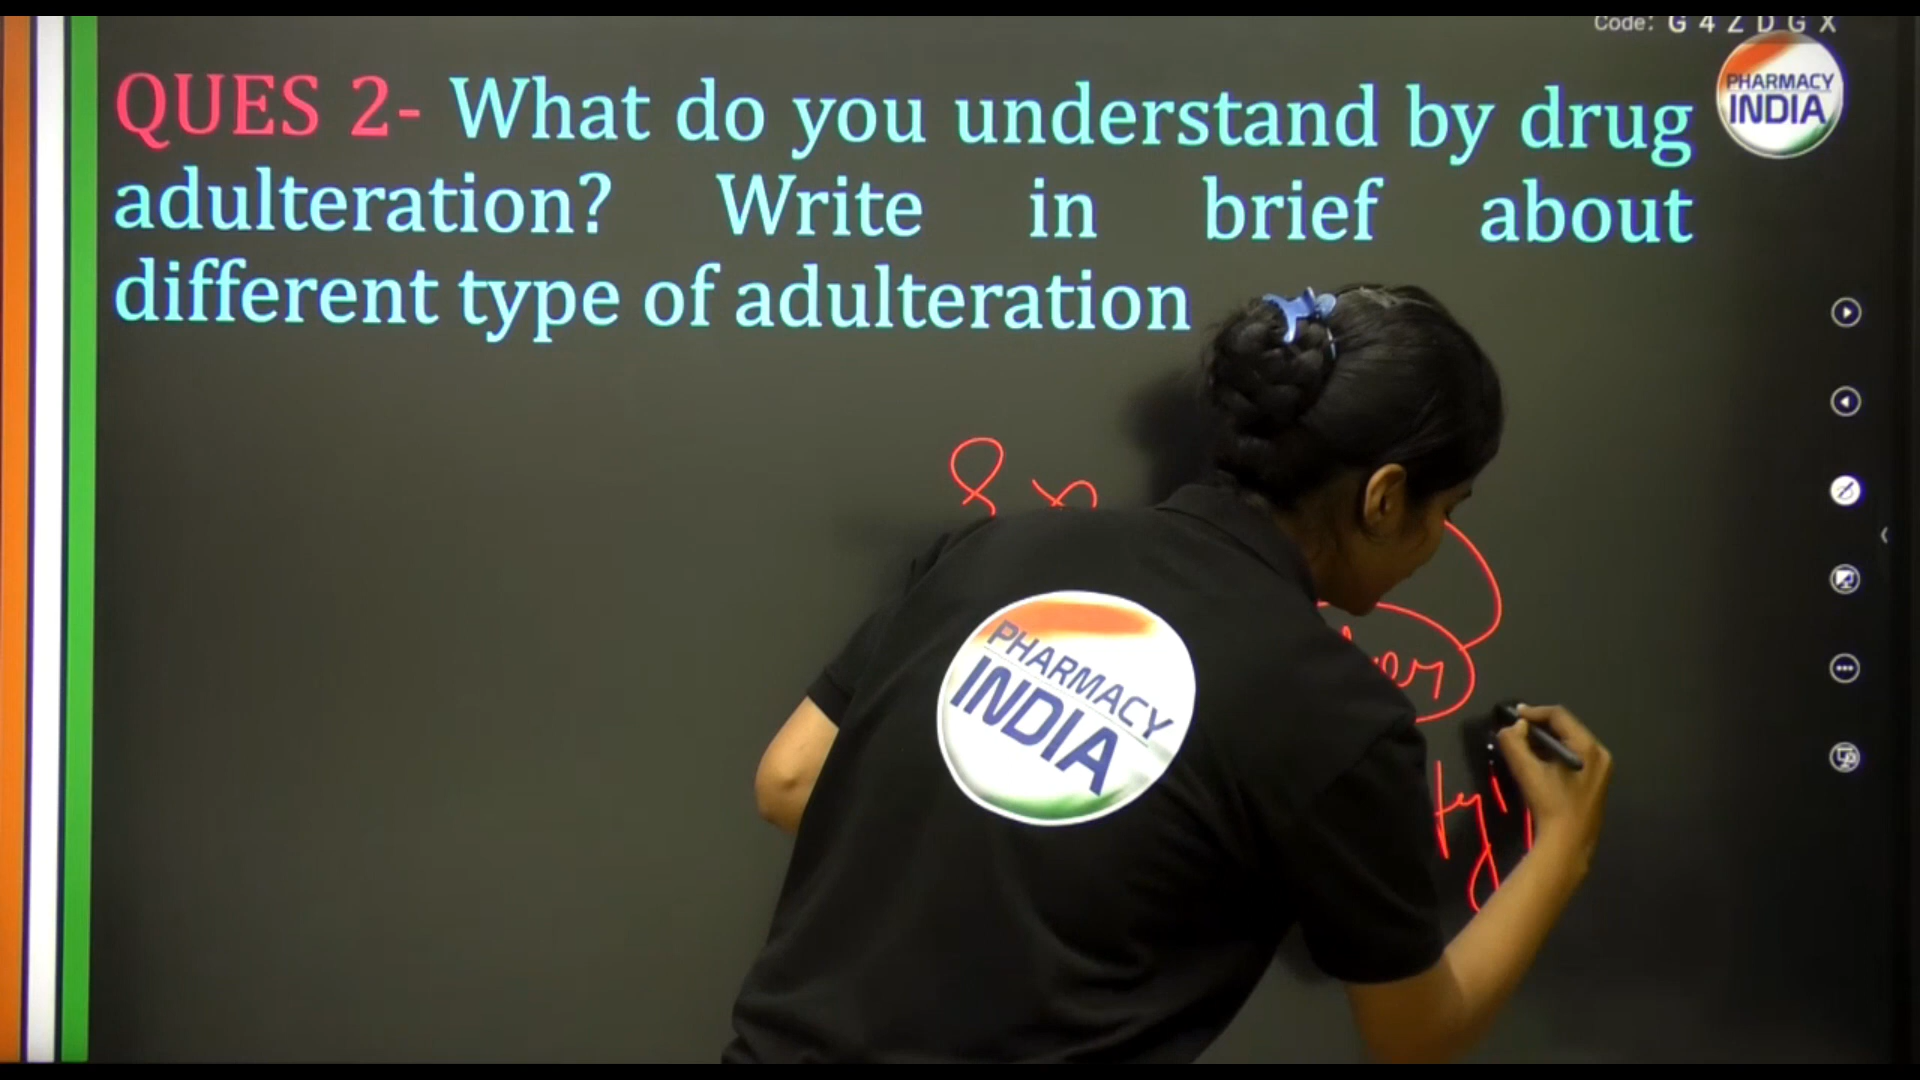 Code: G 4 Z D G X
PHARMACY
INDIA
QUES 2- What do you understand by drug
adulteration? Write in brief about
different type of adulteration
PHARMACY
INDIA